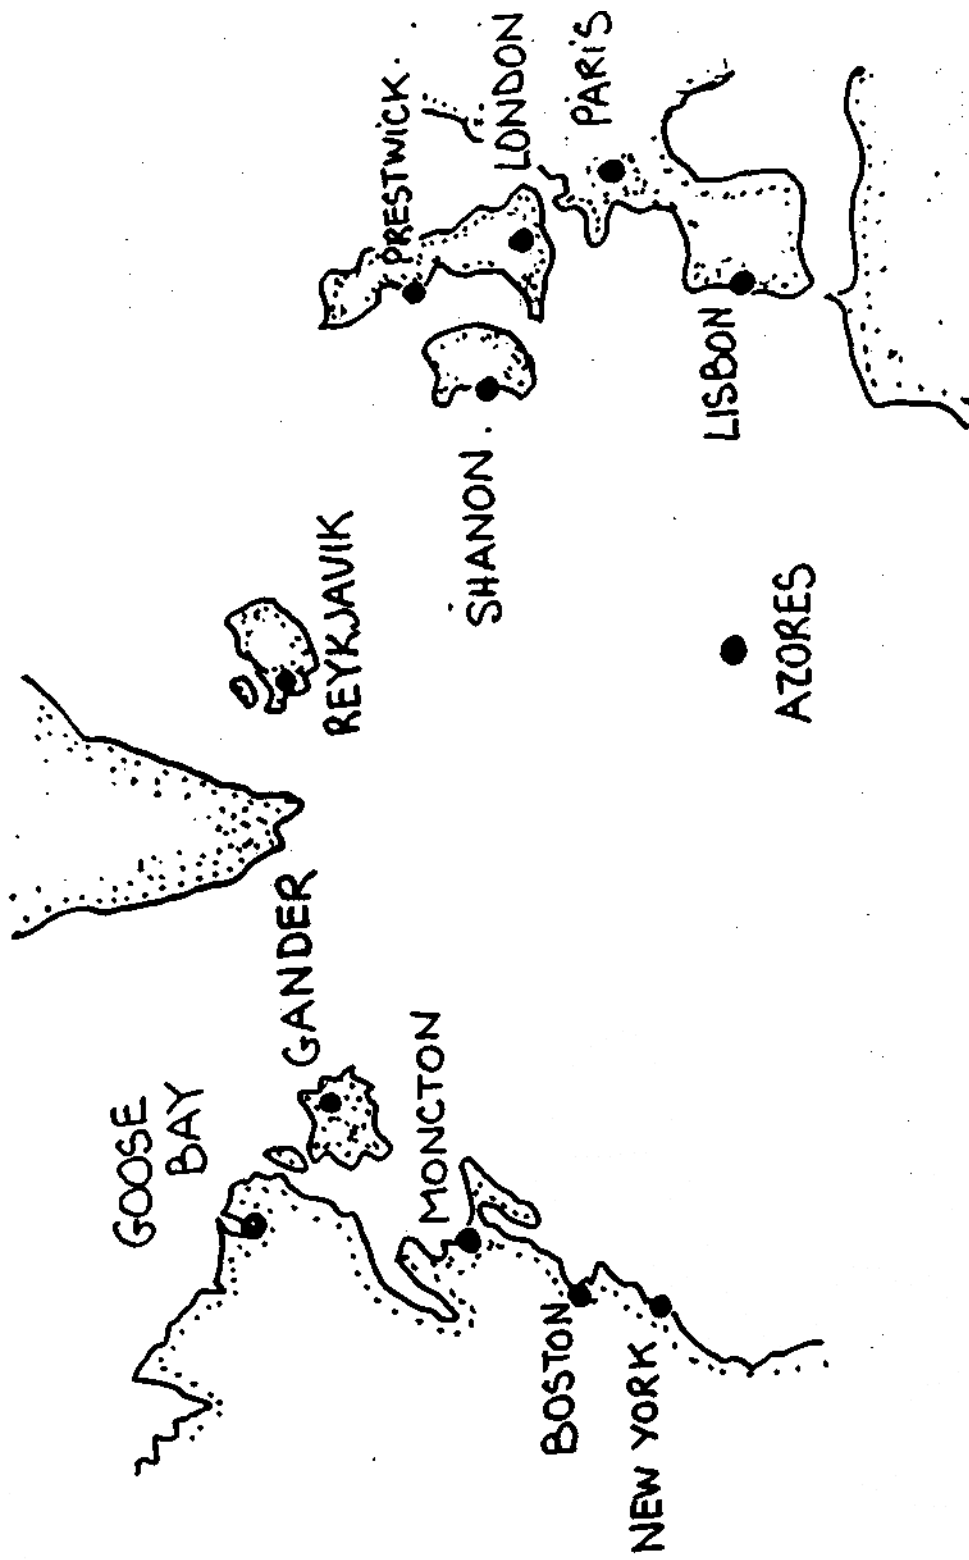 GOOSE
BAY
GANDER
REYKJAVIK
PRESTWICK
LONDON
PARIS
SHANON
MONCTON
BOSTON
NEW YORK
LISBON
AZORES